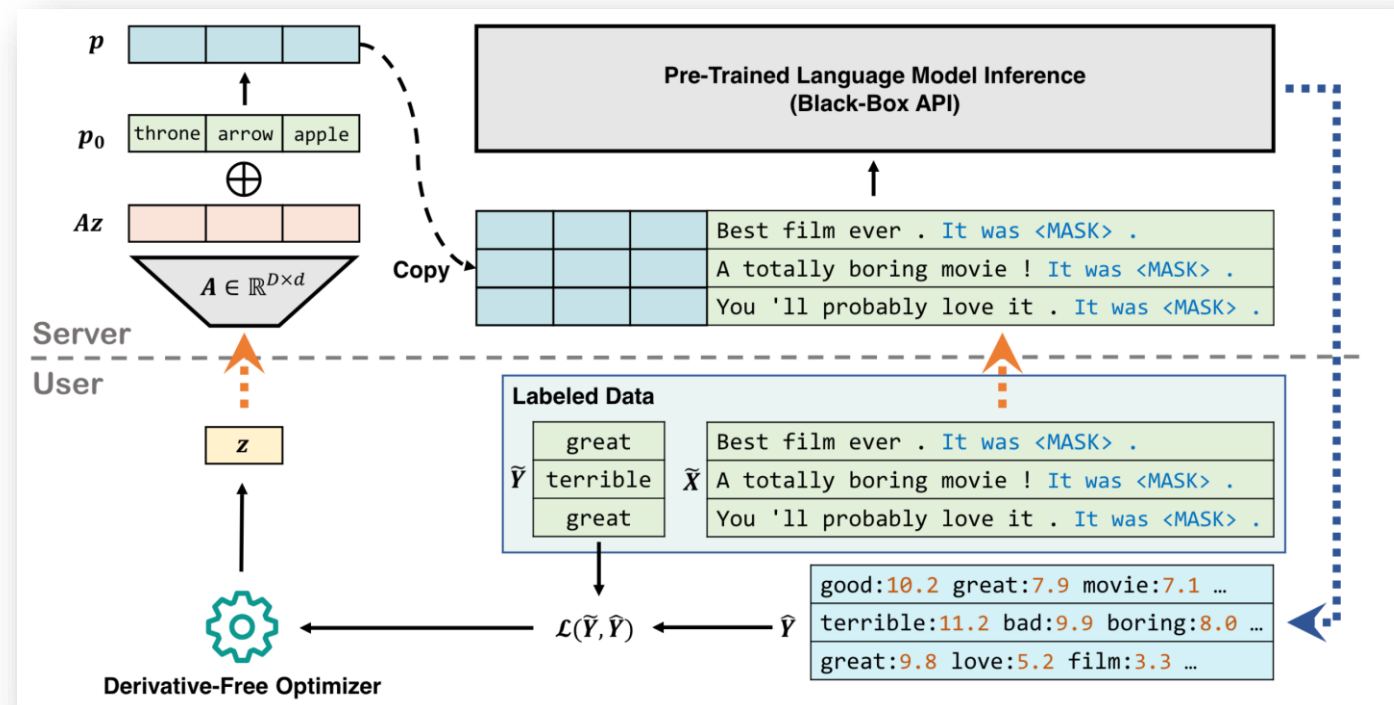 p
p₀
throne arrow apple
⊕
Az
A ∈ ℝ^{D×d}
Copy
Pre-Trained Language Model Inference
(Black-Box API)
Best film ever . It was <MASK> .
A totally boring movie ! It was <MASK> .
You 'll probably love it . It was <MASK> .
Server
User
z
Labeled Data
Ỹ
great
terrible
great
X̃
Best film ever . It was <MASK> .
A totally boring movie ! It was <MASK> .
You 'll probably love it . It was <MASK> .
Derivative-Free Optimizer
ℒ(Ỹ, Ŷ)
Ŷ
good:10.2 great:7.9 movie:7.1 …
terrible:11.2 bad:9.9 boring:8.0 …
great:9.8 love:5.2 film:3.3 …